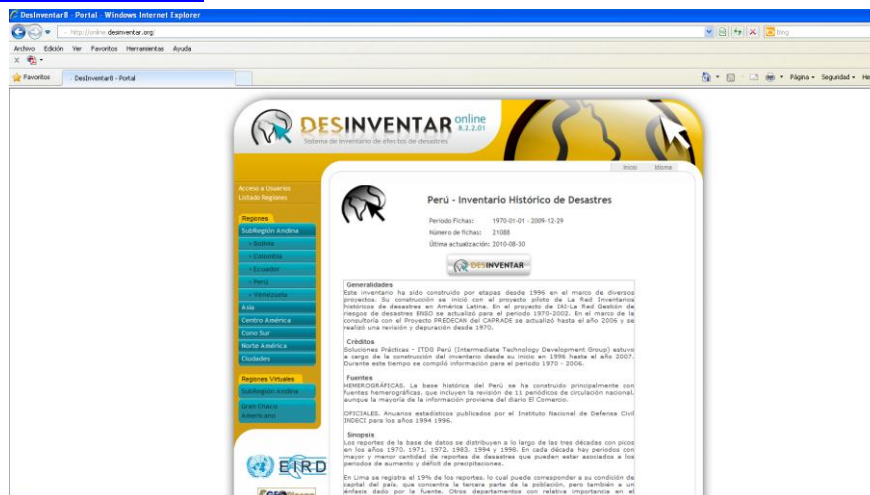 DesInventar8 - Portal - Windows Internet Explorer
http://online.desinventar.org/
bing
Archivo Edición Ver Favoritos Herramientas Ayuda
X
Favoritos
DesInventar8 - Portal
Página Seguridad
DESINVENTAR online
8.2.2.01
Sistema de inventario de efectos de desastres
Inicio Idioma
Acceso a Usuarios
Listado Regiones
Regiones
SubRegión Andina
Bolivia
Colombia
Ecuador
Perú
Venezuela
Asia
Centro América
Cono Sur
Norte América
Ciudades
Regiones Virtuales
SubRegión Andina
Gran Chaco
Americano
EIRD
Perú - Inventario Histórico de Desastres
Periodo Fichas: 1970-01-01 - 2009-12-29
Número de fichas: 21088
Última actualización: 2010-08-30
DESINVENTAR
Generalidades
Este inventario ha sido construido por etapas desde 1996 en el marco de diversos
proyectos. Su construcción se inició con el proyecto piloto de La Red Inventarios
históricos de desastres en América Latina. En el proyecto de IAI-La Red Gestión de
riesgos de desastres ENSO se actualizó para el periodo 1970-2002. En el marco de la
consultoría con el Proyecto PREDECAN del CAPRADE se actualizó hasta el año 2006 y se
realizó una revisión y depuración desde 1970.
Créditos
Soluciones Prácticas - ITDG Perú (Intermediate Technology Development Group) estuvo
a cargo de la construcción del inventario desde su inicio en 1996 hasta el año 2007.
Durante este tiempo se compiló información para el periodo 1970 - 2006.
Fuentes
HEMEROGRÁFICAS. La base histórica del Perú se ha construido principalmente con
fuentes hemerográficas, que incluyen la revisión de 11 periódicos de circulación nacional,
aunque la mayoría de la información proviene del diario El Comercio.
OFICIALES. Anuarios estadísticos publicados por el Instituto Nacional de Defensa Civil
INDECI para los años 1994 1996.
Sinopsis
Los reportes de la base de datos se distribuyen a lo largo de las tres décadas con picos
en los años 1970, 1971, 1972, 1983, 1994 y 1998. En cada década hay periodos con
mayor y menor cantidad de reportes de desastres que pueden estar asociados a los
periodos de aumento y déficit de precipitaciones.
En Lima se registra el 19% de los reportes, lo cual puede corresponder a su condición de
capital del país, que concentra la tercera parte de la población, pero también a un
énfasis dado por la fuente. Otros departamentos con relativa importancia en el